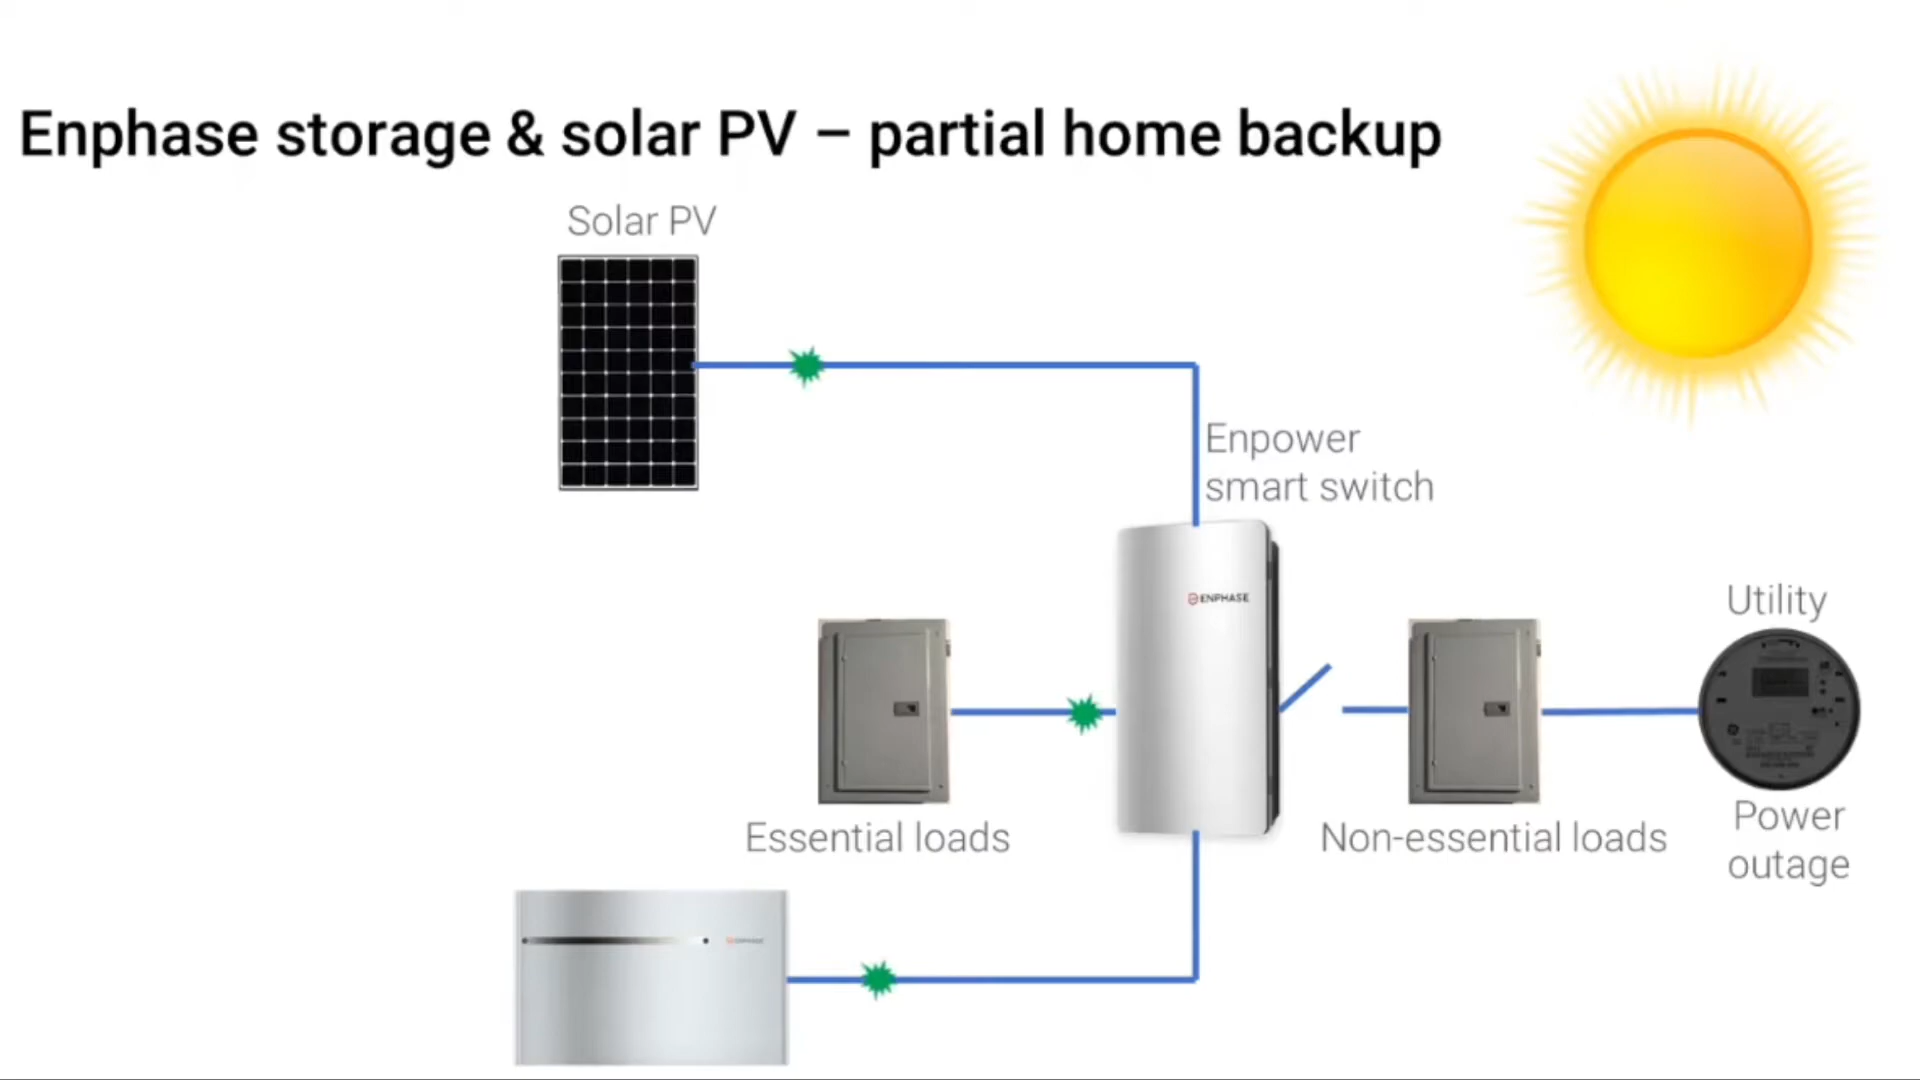 Enphase storage & solar PV – partial home backup
Solar PV
Enpower
smart switch
ENPHASE
Utility
Essential loads
Non-essential loads
Power
outage
ENPHASE